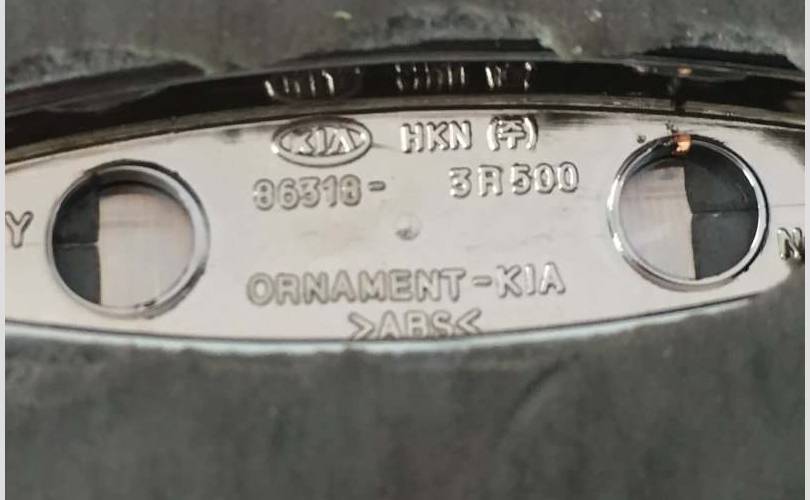 KIA HKN (주)
86318- 3R500
Y
N
ORNAMENT-KIA
>ABS<